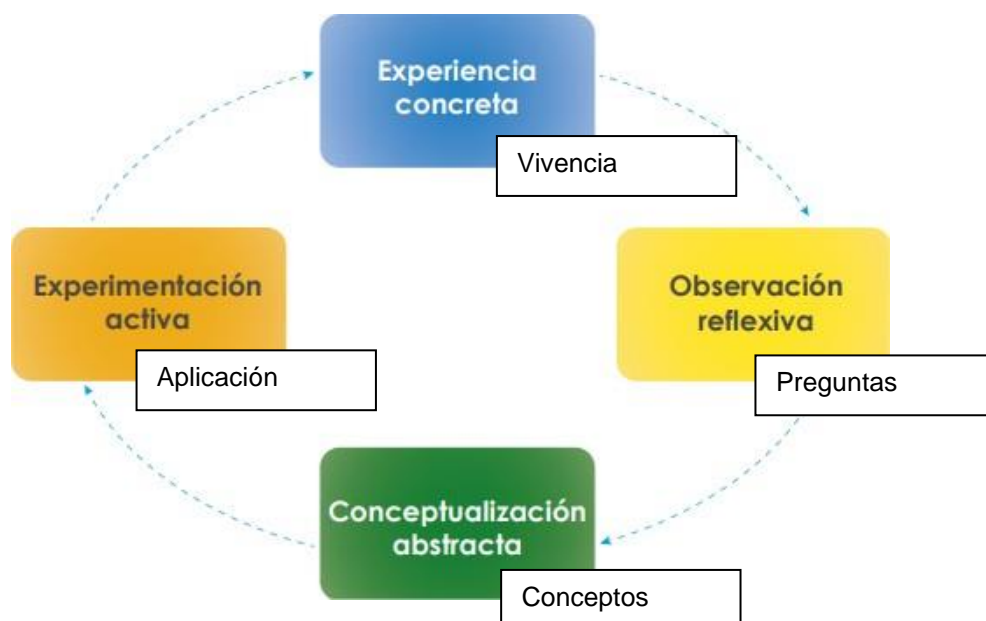 Experiencia
concreta
Vivencia
Experimentación
activa
Aplicación
Observación
reflexiva
Preguntas
Conceptualización
abstracta
Conceptos